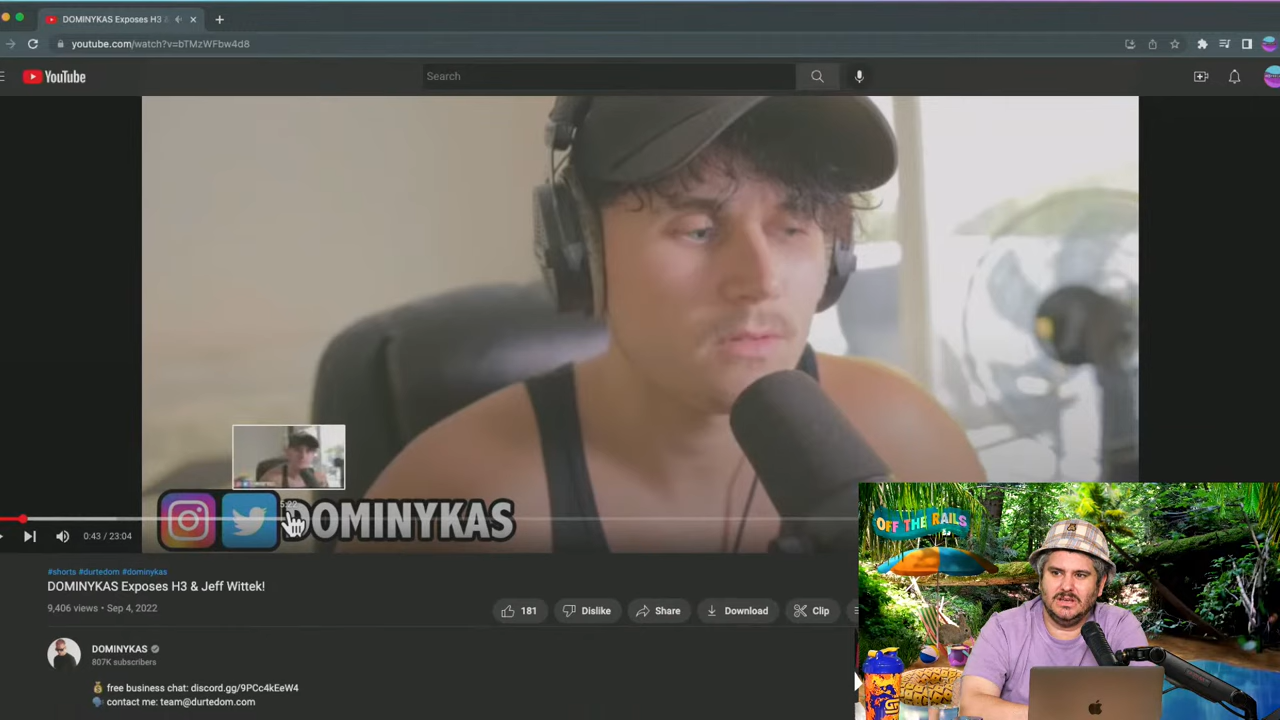 DOMINYKAS Exposes H3 &
youtube.com/watch?v=bTMzWFbw4d8
YouTube
Search
5:29
DOMINYKAS
0:43 / 23:04
OFF THE RAILS
#shorts #durtedom #dominykas
DOMINYKAS Exposes H3 & Jeff Wittek!
9,406 views • Sep 4, 2022
181
Dislike
Share
Download
Clip
DOMINYKAS
807K subscribers
free business chat: discord.gg/9PCc4kEeW4
contact me: team@durtedom.com